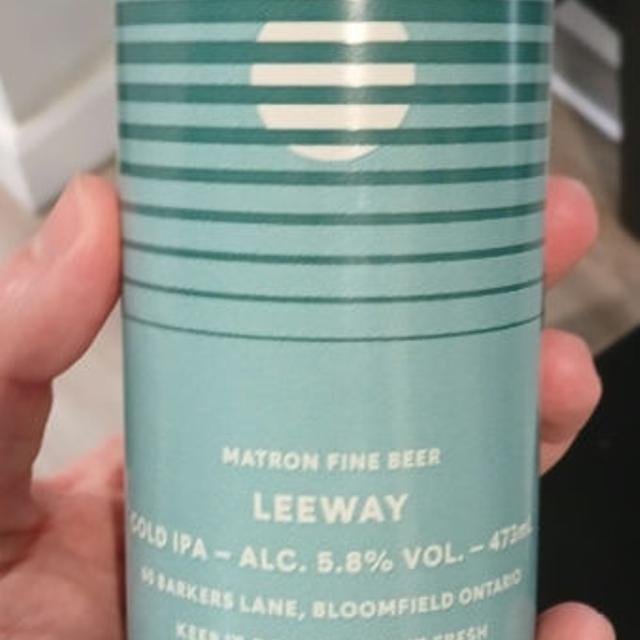 MATRON FINE BEER
LEEWAY
COLD IPA – ALC. 5.8% VOL. – 473mL
BARKERS LANE, BLOOMFIELD ONTARIO
KEEP IT FRESH